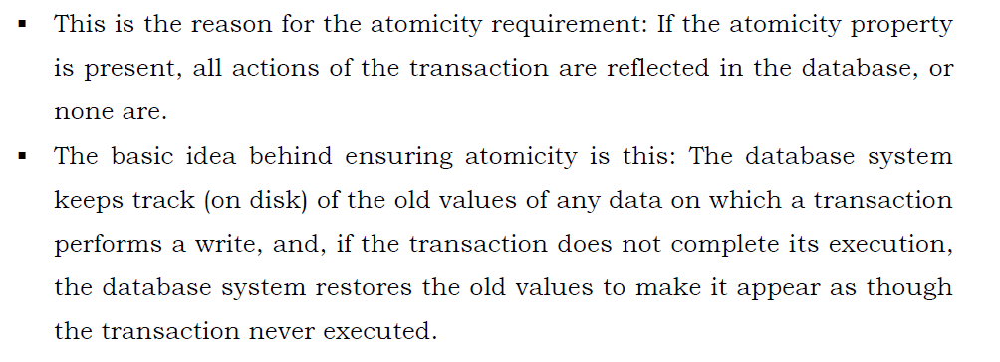 ▪ This is the reason for the atomicity requirement: If the atomicity property
is present, all actions of the transaction are reflected in the database, or
none are.
▪ The basic idea behind ensuring atomicity is this: The database system
keeps track (on disk) of the old values of any data on which a transaction
performs a write, and, if the transaction does not complete its execution,
the database system restores the old values to make it appear as though
the transaction never executed.